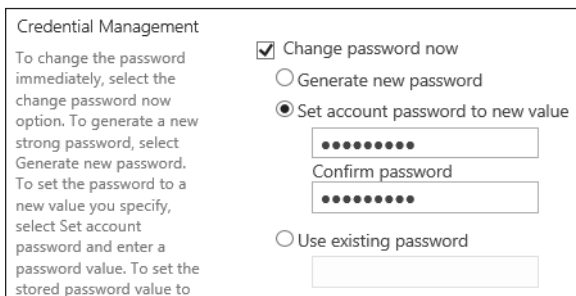 Credential Management
To change the password
immediately, select the
change password now
option. To generate a new
strong password, select
Generate new password.
To set the password to a
new value you specify,
select Set account
password and enter a
password value. To set the
stored password value to
Change password now
Generate new password
Set account password to new value
●●●●●●●●●
Confirm password
●●●●●●●●●
Use existing password